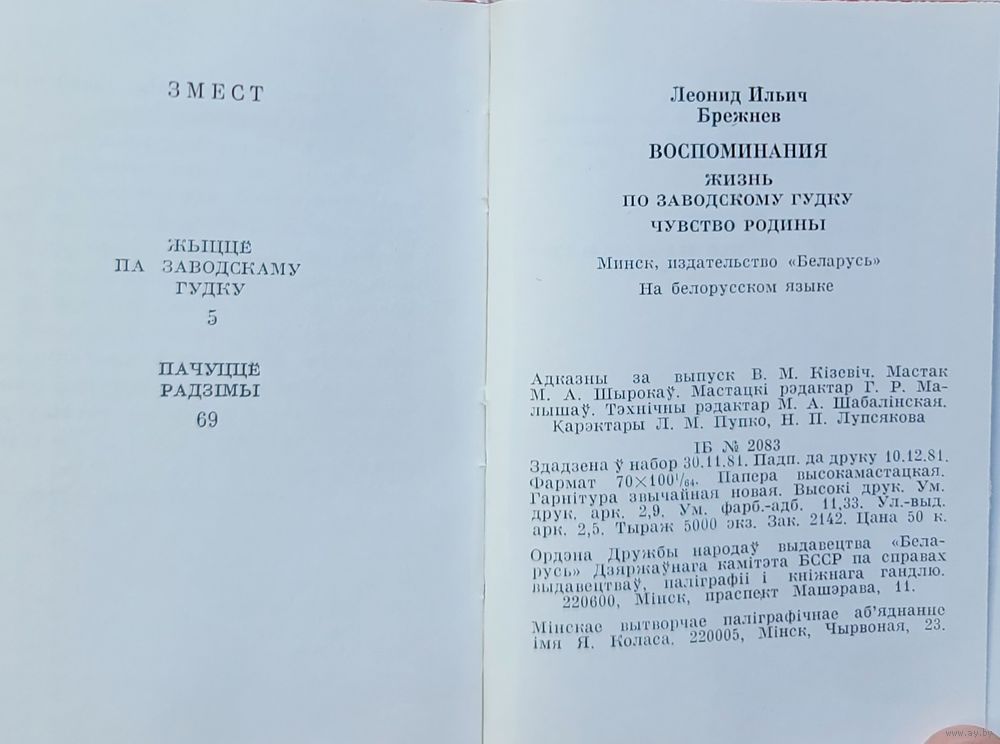 ЗМЕСТ
ЖЫЦЦЁ
ПА ЗАВОДСКАМУ
ГУДКУ
5
ПАЧУЦЦЁ
РАДЗІМЫ
69
Леонид Ильич
Брежнев
ВОСПОМИНАНИЯ
ЖИЗНЬ
ПО ЗАВОДСКОМУ ГУДКУ
ЧУВСТВО РОДИНЫ
Минск, издательство «Беларусь»
На белорусском языке
Адказны за выпуск В. М. Кізевіч. Мастак
М. А. Шырокаў. Мастацкі рэдактар Г. Р. Ма-
лышаў. Тэхнічны рэдактар М. А. Шабалінская.
Карэктары Л. М. Пупко, Н. П. Лупсякова
ІБ № 2083
Здадзена ў набор 30.11.81. Падп. да друку 10.12.81.
Фармат 70×100¹/₆₄. Папера высокамастацкая.
Гарнітура звычайная новая. Высокі друк. Ум.
друк. арк. 2,9. Ум. фарб.-адб. 11,33. Ул.-выд.
арк. 2,5. Тыраж 5000 экз. Зак. 2142. Цана 50 к.
Ордэна Дружбы народаў выдавецтва «Бела-
русь» Дзяржаўнага камітэта БССР па справах
выдавецтваў, паліграфіі і кніжнага гандлю.
220600, Мінск, праспект Машэрава, 11.
Мінскае вытворчае паліграфічнае аб'яднанне
імя Я. Коласа. 220005, Мінск, Чырвоная, 23.
www.ay.by